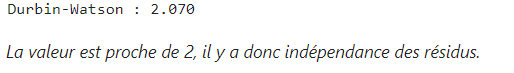 Durbin-Watson : 2.070
La valeur est proche de 2, il y a donc indépendance des résidus.